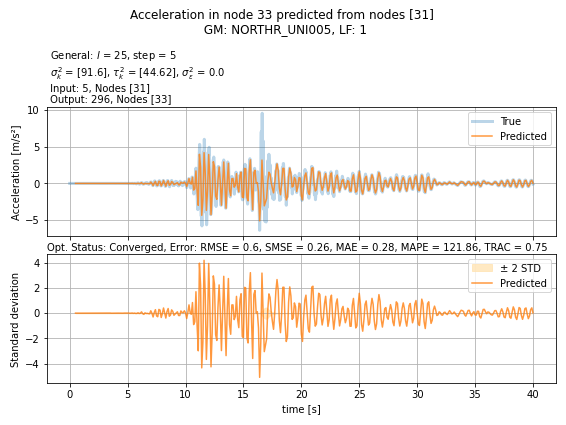 Acceleration in node 33 predicted from nodes [31]
GM: NORTHR_UNI005, LF: 1
General: l = 25, step = 5
σ²ₖ = [91.6], τ²ₖ = [44.62], σ²ε = 0.0
Input: 5, Nodes [31]
Output: 296, Nodes [33]
10
5
0
−5
Acceleration [m/s²]
True
Predicted
Opt. Status: Converged, Error: RMSE = 0.6, SMSE = 0.26, MAE = 0.28, MAPE = 121.86, TRAC = 0.75
4
2
0
−2
−4
Standard deviation
± 2 STD
Predicted
0 5 10 15 20 25 30 35 40
time [s]